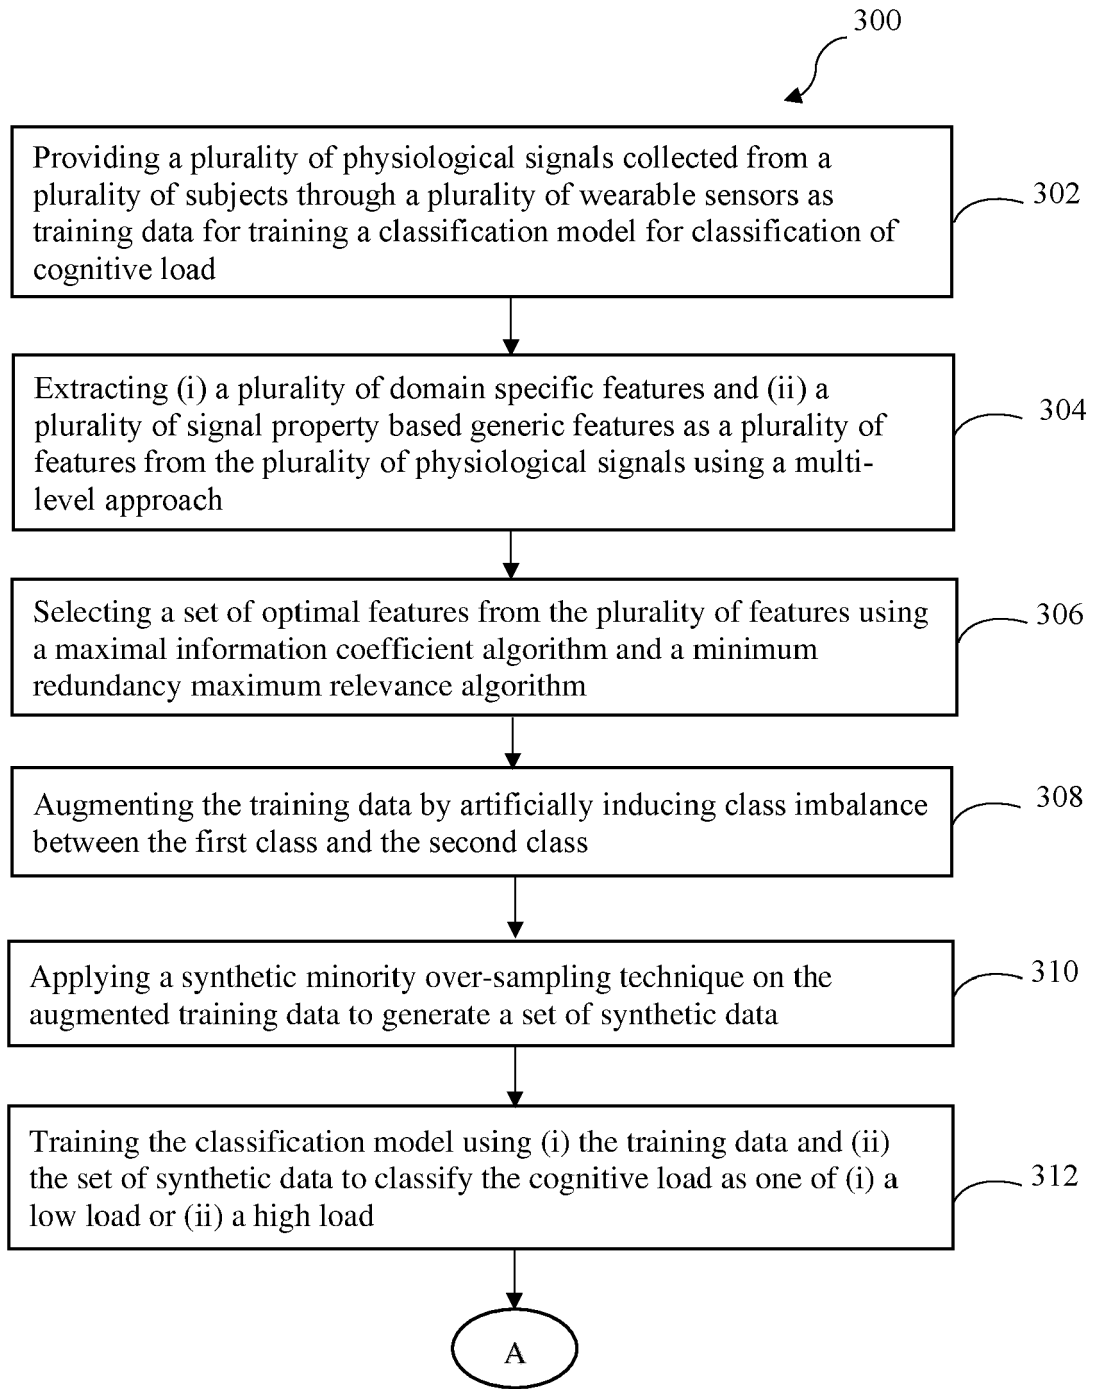 300
Providing a plurality of physiological signals collected from a
plurality of subjects through a plurality of wearable sensors as
training data for training a classification model for classification of
cognitive load
302
Extracting (i) a plurality of domain specific features and (ii) a
plurality of signal property based generic features as a plurality of
features from the plurality of physiological signals using a multi-
level approach
304
Selecting a set of optimal features from the plurality of features using
a maximal information coefficient algorithm and a minimum
redundancy maximum relevance algorithm
306
Augmenting the training data by artificially inducing class imbalance
between the first class and the second class
308
Applying a synthetic minority over-sampling technique on the
augmented training data to generate a set of synthetic data
310
Training the classification model using (i) the training data and (ii)
the set of synthetic data to classify the cognitive load as one of (i) a
low load or (ii) a high load
312
A